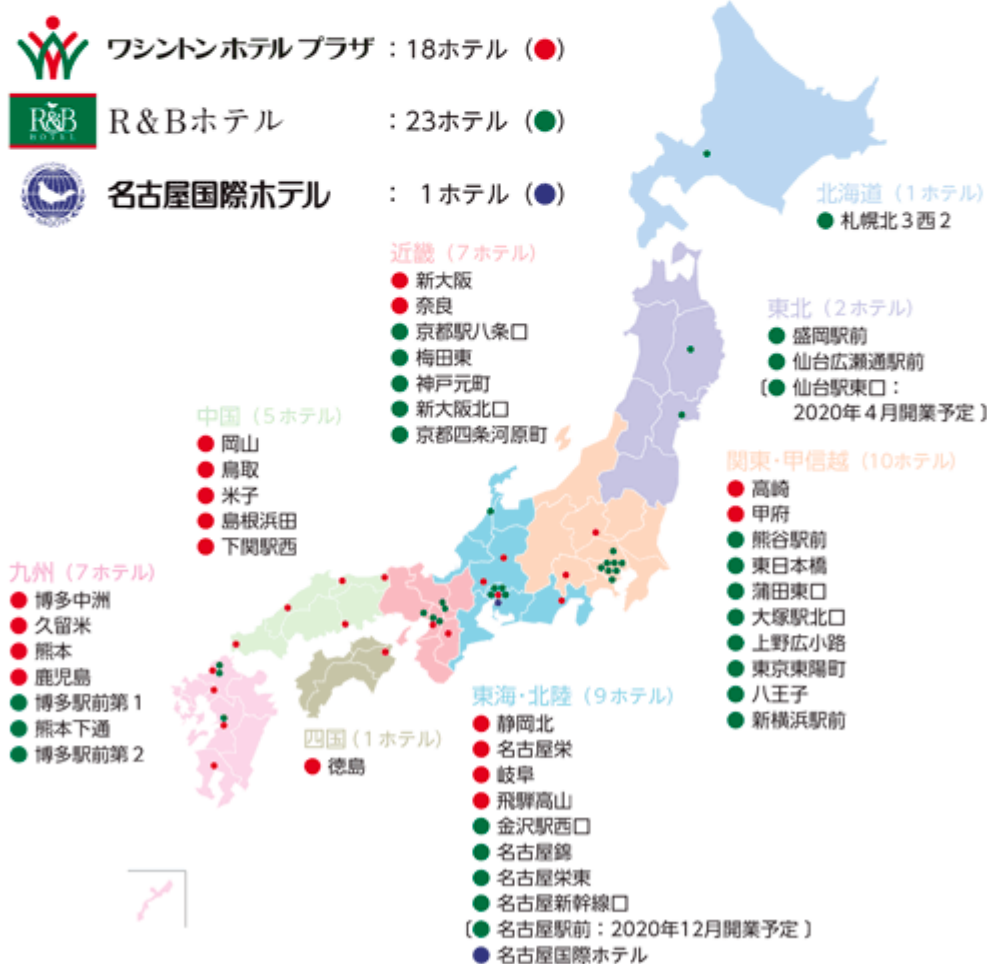 ワシントンホテルプラザ : 18ホテル (●)
R&B
HOTEL
R&Bホテル : 23ホテル (●)
NAGOYA
名古屋国際ホテル : 1ホテル (●)
北海道(1ホテル)
● 札幌北3西2
東北(2ホテル)
● 盛岡駅前
● 仙台広瀬通駅前
〔● 仙台駅東口:
2020年4月開業予定 〕
関東・甲信越(10ホテル)
● 高崎
● 甲府
● 熊谷駅前
● 東日本橋
● 蒲田東口
● 大塚駅北口
● 上野広小路
● 東京東陽町
● 八王子
● 新横浜駅前
近畿(7ホテル)
● 新大阪
● 奈良
● 京都駅八条口
● 梅田東
● 神戸元町
● 新大阪北口
● 京都四条河原町
中国(5ホテル)
● 岡山
● 鳥取
● 米子
● 島根浜田
● 下関駅西
九州(7ホテル)
● 博多中洲
● 久留米
● 熊本
● 鹿児島
● 博多駅前第1
● 熊本下通
● 博多駅前第2
四国(1ホテル)
● 徳島
東海・北陸(9ホテル)
● 静岡北
● 名古屋栄
● 岐阜
● 飛騨高山
● 金沢駅西口
● 名古屋錦
● 名古屋栄東
● 名古屋新幹線口
〔● 名古屋駅前:2020年12月開業予定 〕
● 名古屋国際ホテル